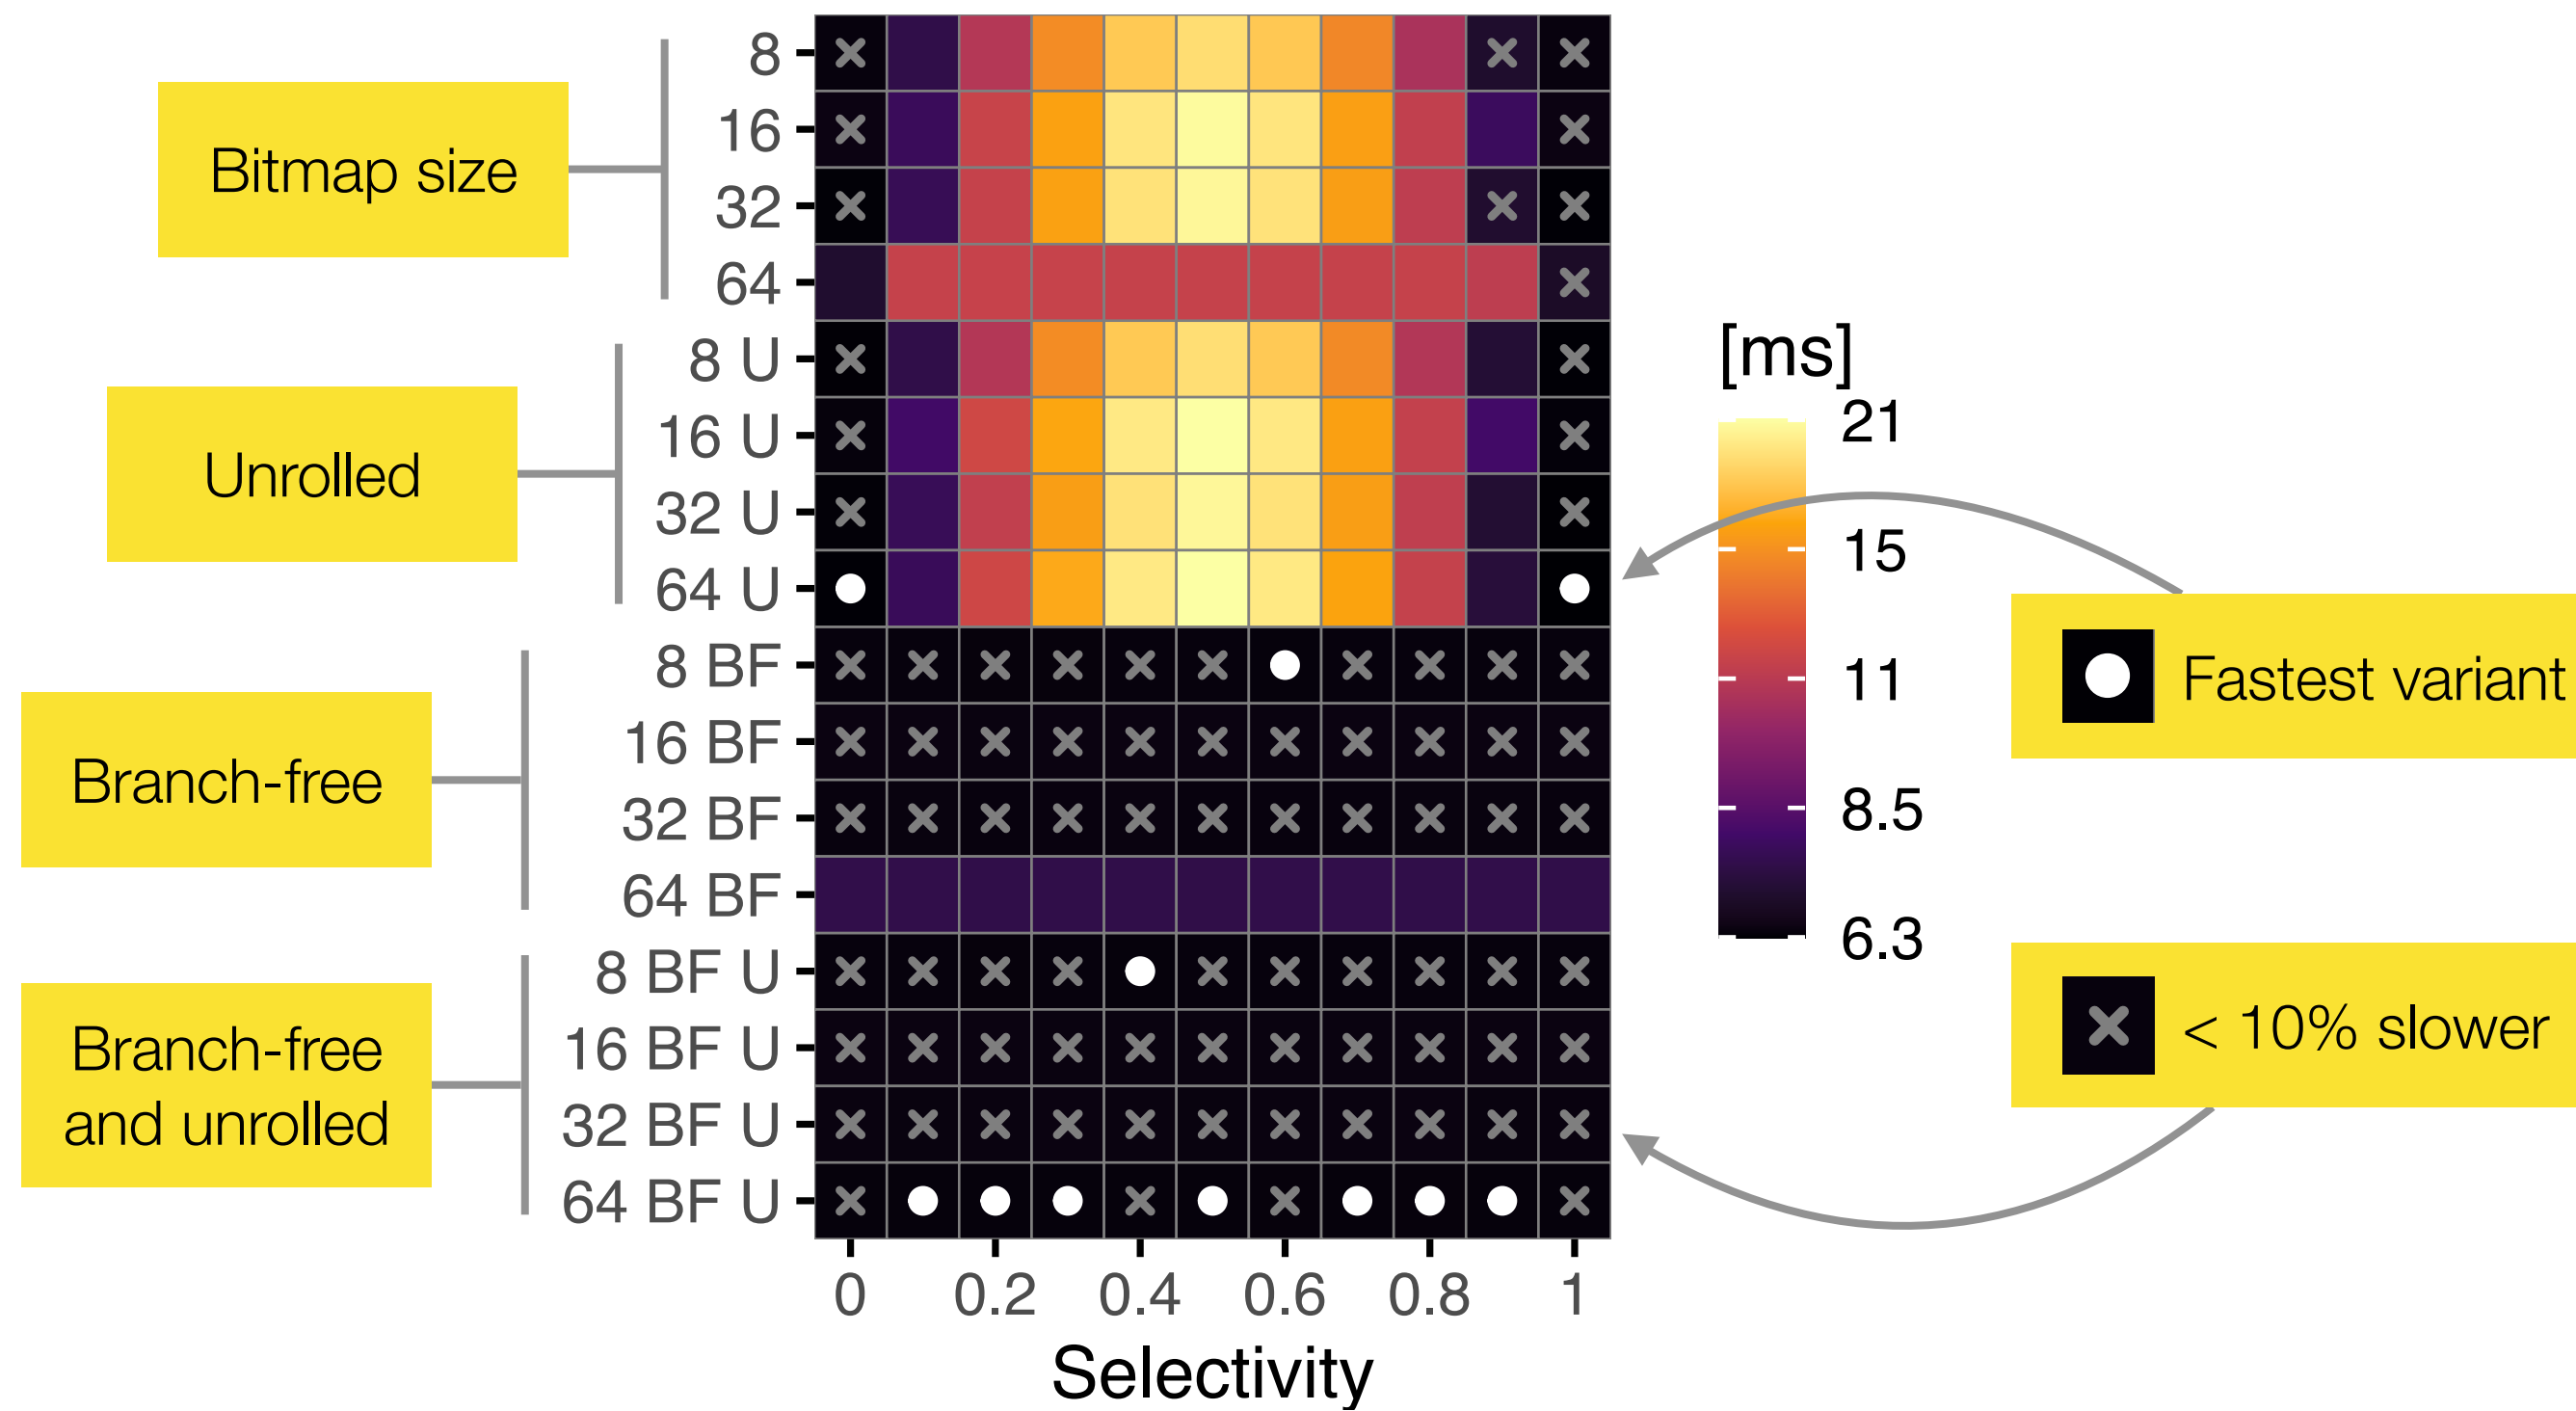 Bitmap size
Unrolled
Branch-free
Branch-free
and unrolled
8
16
32
64
8 U
16 U
32 U
64 U
8 BF
16 BF
32 BF
64 BF
8 BF U
16 BF U
32 BF U
64 BF U
0 0.2 0.4 0.6 0.8 1
Selectivity
[ms]
21
15
11
8.5
6.3
Fastest variant
< 10% slower